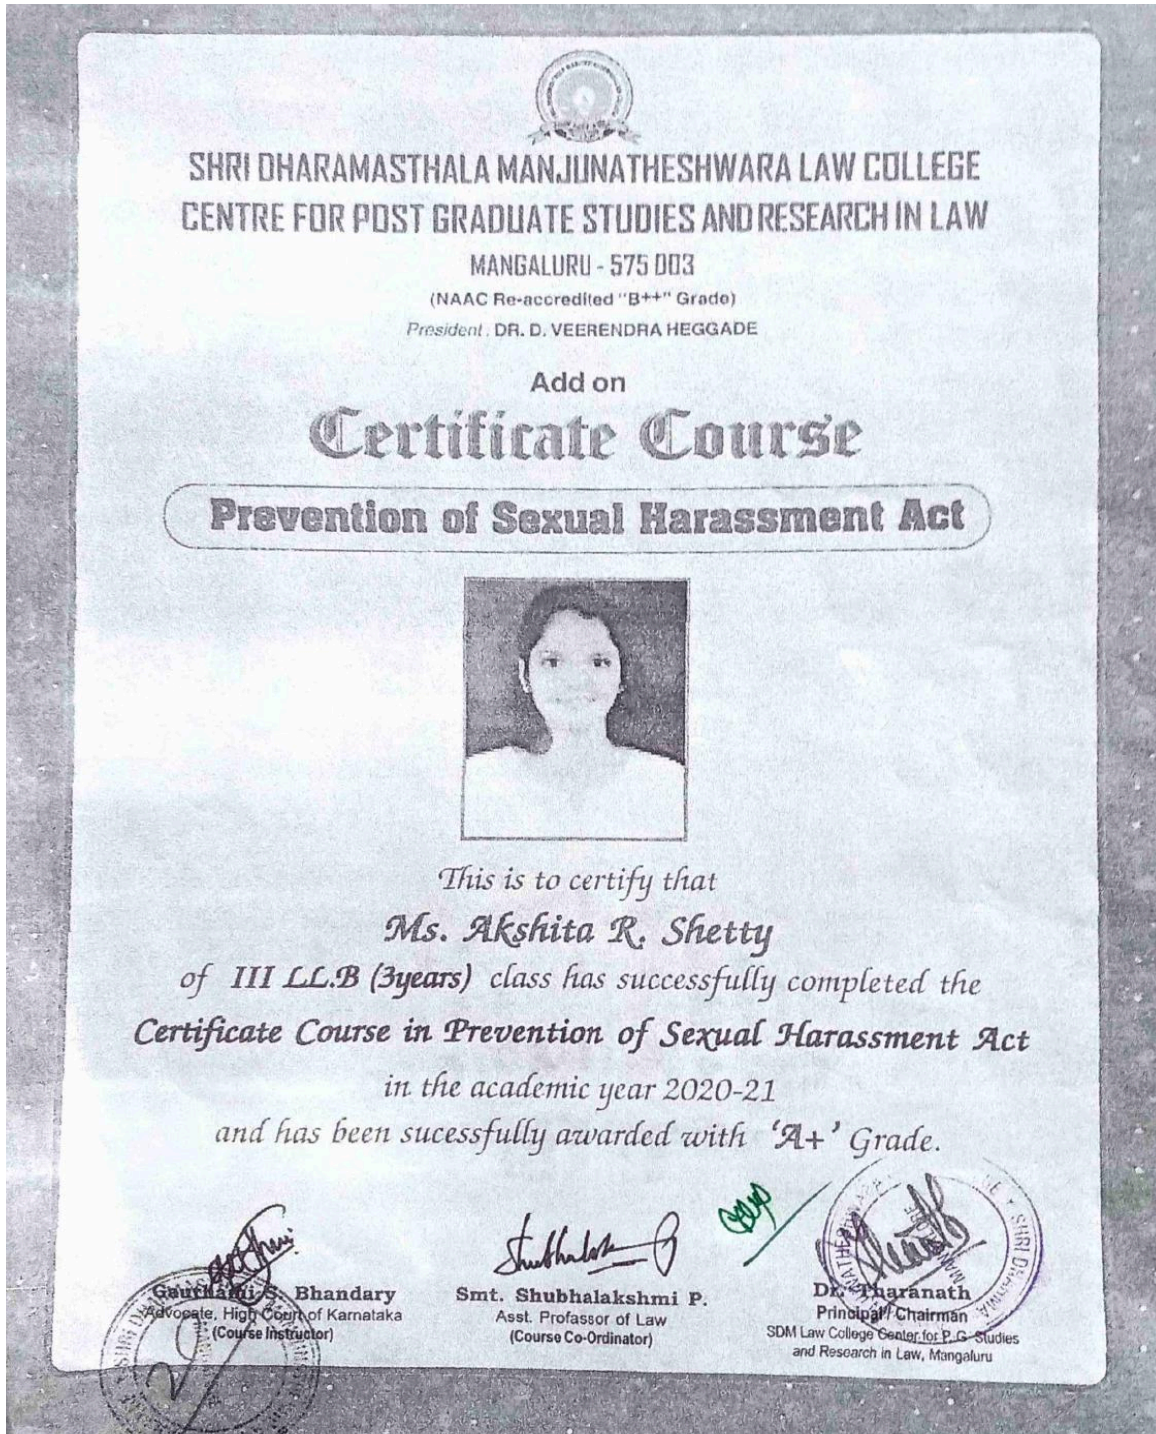 SHRI DHARAMASTHALA MANJUNATHESHWARA LAW COLLEGE
CENTRE FOR POST GRADUATE STUDIES AND RESEARCH IN LAW
MANGALURU - 575 003
(NAAC Re-accredited "B++" Grade)
President : DR. D. VEERENDRA HEGGADE
Add on
Certificate Course
Prevention of Sexual Harassment Act
This is to certify that
Ms. Akshita R. Shetty
of III LL.B (3years) class has successfully completed the
Certificate Course in Prevention of Sexual Harassment Act
in the academic year 2020-21
and has been sucessfully awarded with 'A+' Grade.
Gauthami S. Bhandary
Advocate, High Court of Karnataka
(Course Instructor)
Smt. Shubhalakshmi P.
Asst. Profassor of Law
(Course Co-Ordinator)
Dr. Tharanath
Principal / Chairman
SDM Law College Center for P. G. Studies
and Research in Law, Mangaluru